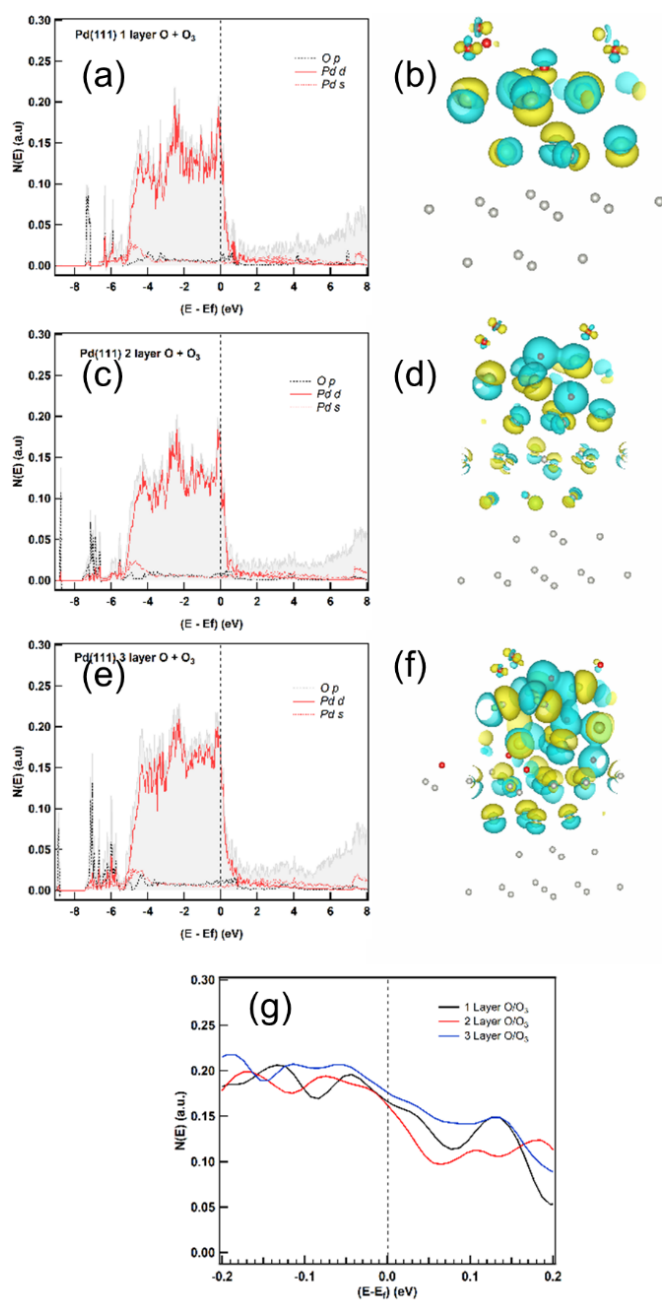 Pd(111) 1 layer O + O3
(a)
O p
Pd d
Pd s
N(E) (a.u)
0.30
0.25
0.20
0.15
0.10
0.05
0.00
-8 -6 -4 -2 0 2 4 6 8
(E - Ef) (eV)
(b)
Pd(111) 2 layer O + O3
(c)
O p
Pd d
Pd s
N(E) (a.u)
0.30
0.25
0.20
0.15
0.10
0.05
0.00
-8 -6 -4 -2 0 2 4 6 8
(E - Ef) (eV)
(d)
Pd(111) 3 layer O + O3
(e)
O p
Pd d
Pd s
N(E) (a.u)
0.30
0.25
0.20
0.15
0.10
0.05
0.00
-8 -6 -4 -2 0 2 4 6 8
(E - Ef) (eV)
(f)
(g)
1 Layer O/O3
2 Layer O/O3
3 Layer O/O3
N(E) (a.u.)
0.30
0.25
0.20
0.15
0.10
0.05
0.00
-0.2 -0.1 0.0 0.1 0.2
(E-Ef) (eV)